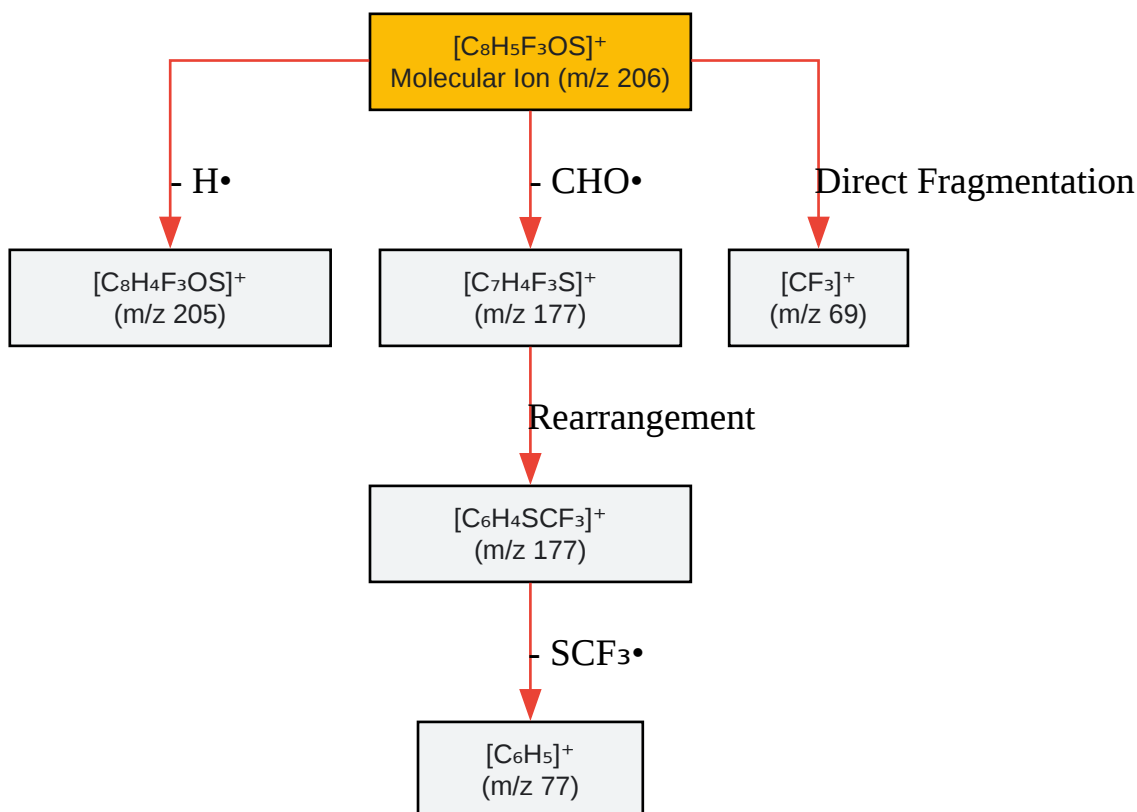 [C₈H₅F₃OS]⁺
Molecular Ion (m/z 206)
- H•
- CHO•
Direct Fragmentation
[C₈H₄F₃OS]⁺
(m/z 205)
[C₇H₄F₃S]⁺
(m/z 177)
[CF₃]⁺
(m/z 69)
Rearrangement
[C₆H₄SCF₃]⁺
(m/z 177)
- SCF₃•
[C₆H₅]⁺
(m/z 77)